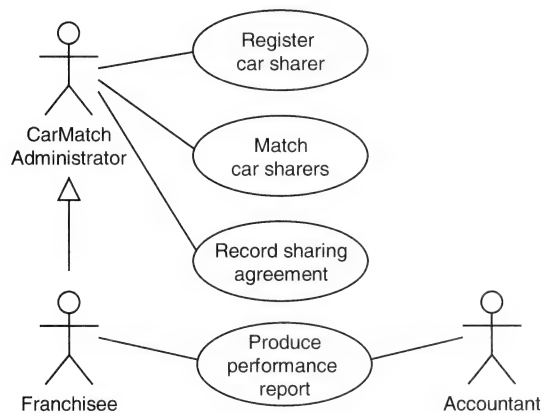 Register
car sharer
CarMatch
Administrator
Match
car sharers
Record sharing
agreement
Produce
performance
report
Franchisee
Accountant